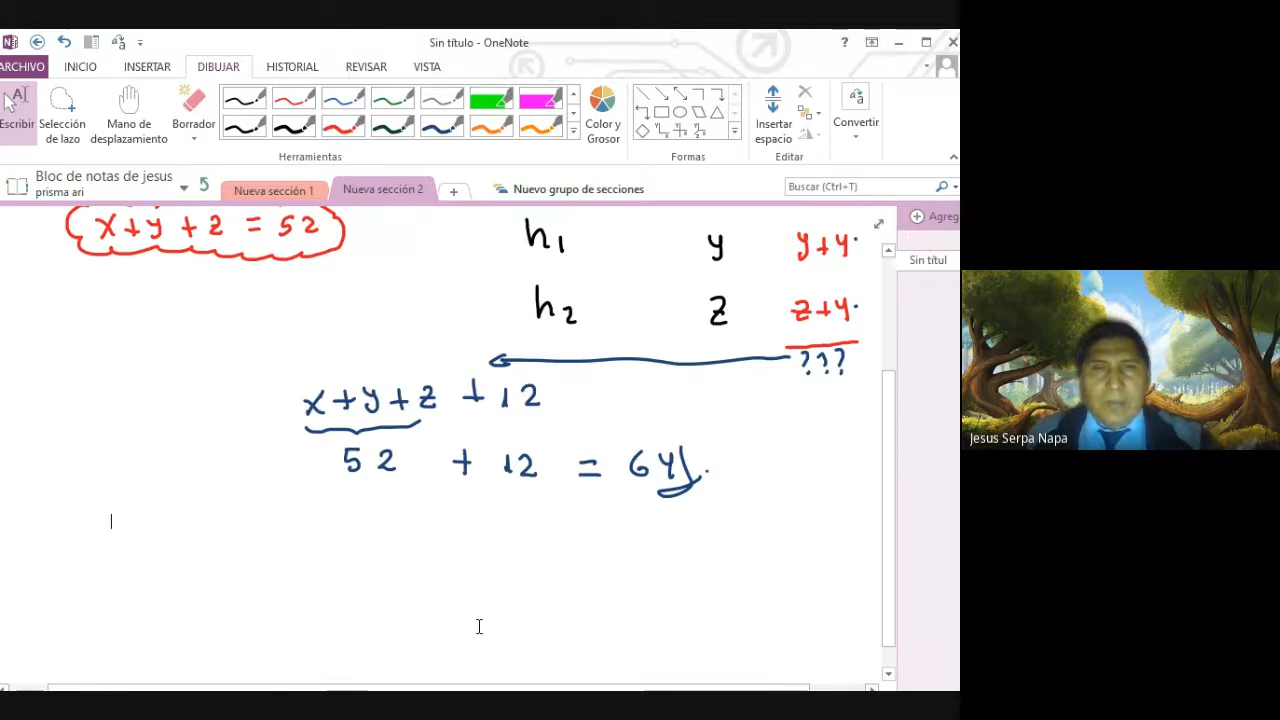 Sin título - OneNote
ARCHIVO INICIO INSERTAR DIBUJAR HISTORIAL REVISAR VISTA
Escribir
Selección de lazo
Mano de desplazamiento
Borrador
Herramientas
Color y Grosor
Formas
Insertar espacio
Editar
Convertir
Bloc de notas de jesus
prisma ari
Nueva sección 1
Nueva sección 2
Nuevo grupo de secciones
Buscar (Ctrl+T)
Agreg
Sin títul
x+y+z = 52
h1 y y+4
h2 z z+4
???
x+y+z +12
52 + 12 = 64
Jesus Serpa Napa